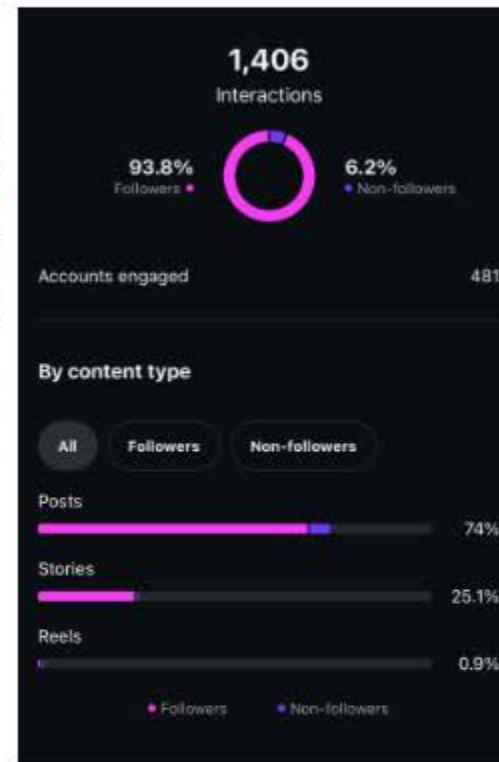 1,406
Interactions
93.8%
Followers
6.2%
Non-followers
Accounts engaged 481
By content type
All Followers Non-followers
Posts
74%
Stories
25.1%
Reels
0.9%
Followers Non-followers